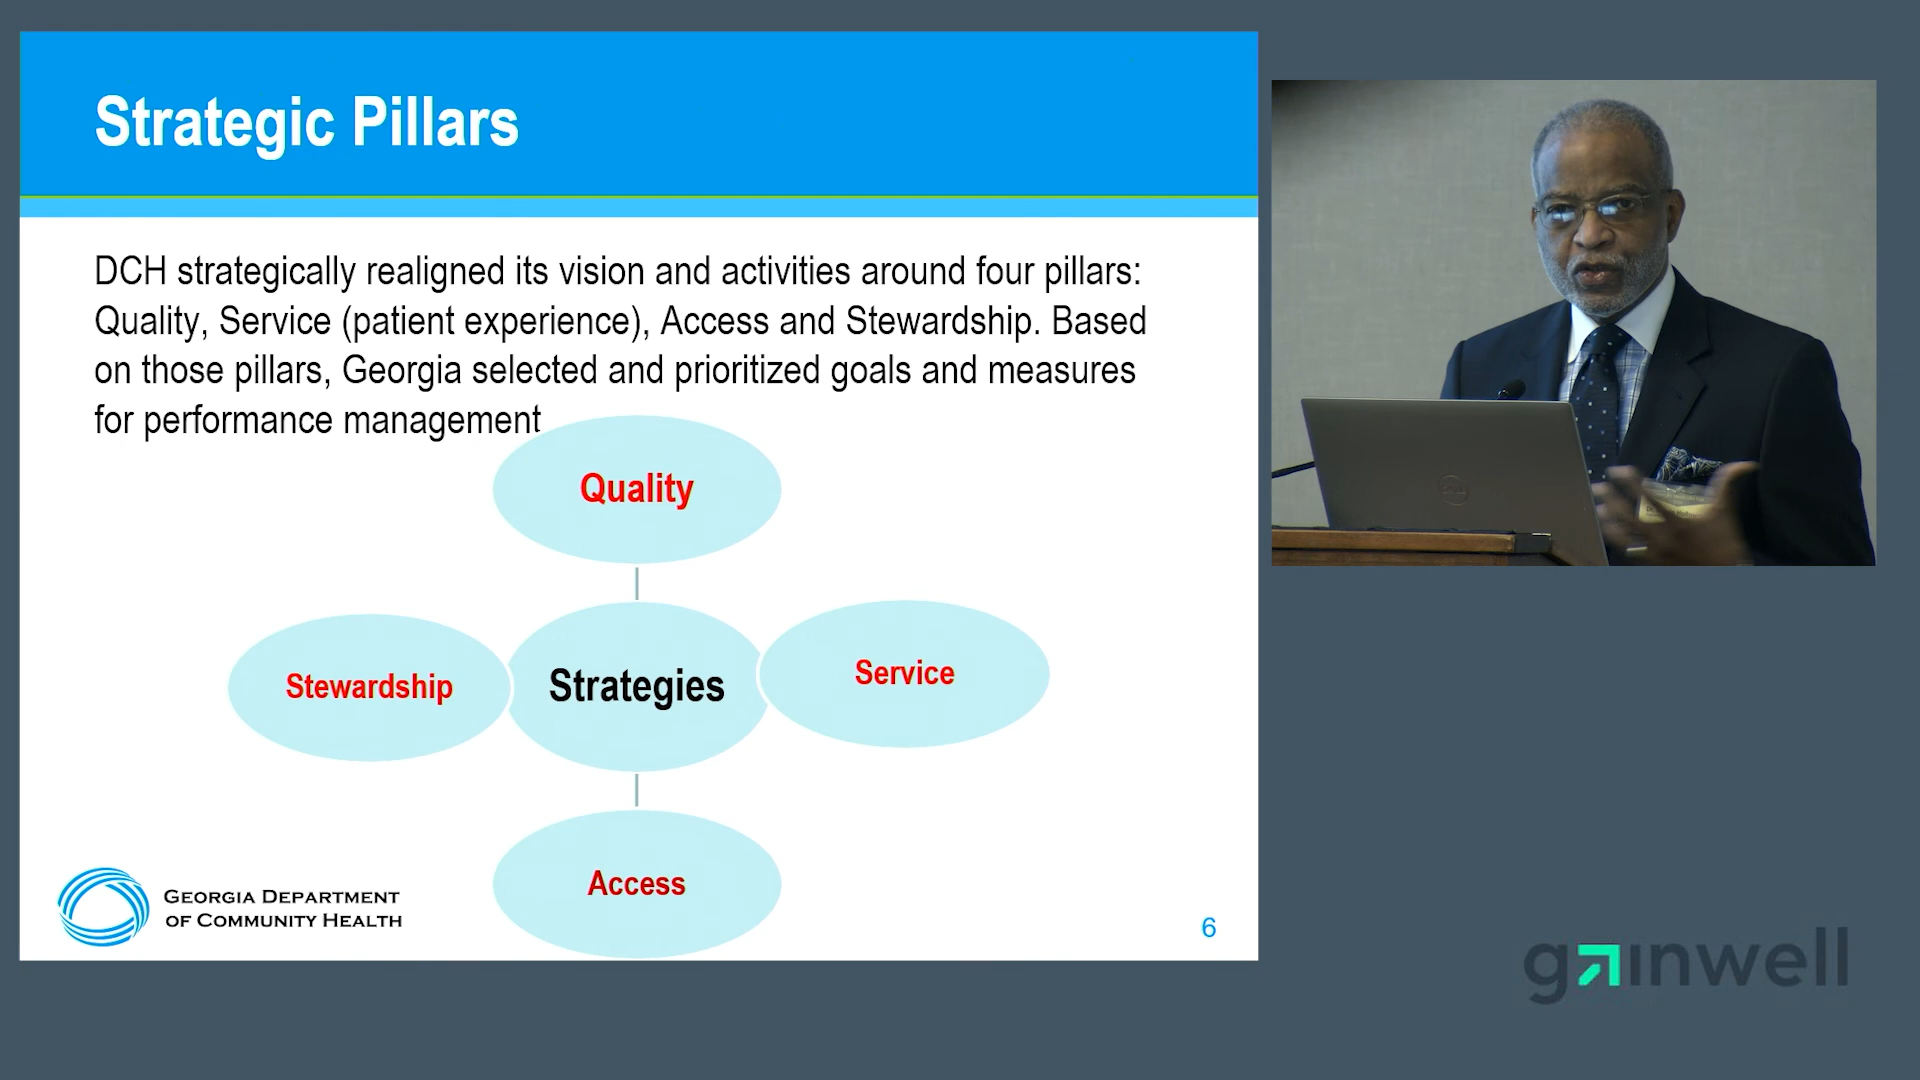 Strategic Pillars
DCH strategically realigned its vision and activities around four pillars:
Quality, Service (patient experience), Access and Stewardship. Based
on those pillars, Georgia selected and prioritized goals and measures
for performance management
Quality
Stewardship
Strategies
Service
Access
GEORGIA DEPARTMENT
OF COMMUNITY HEALTH
6
gainwell